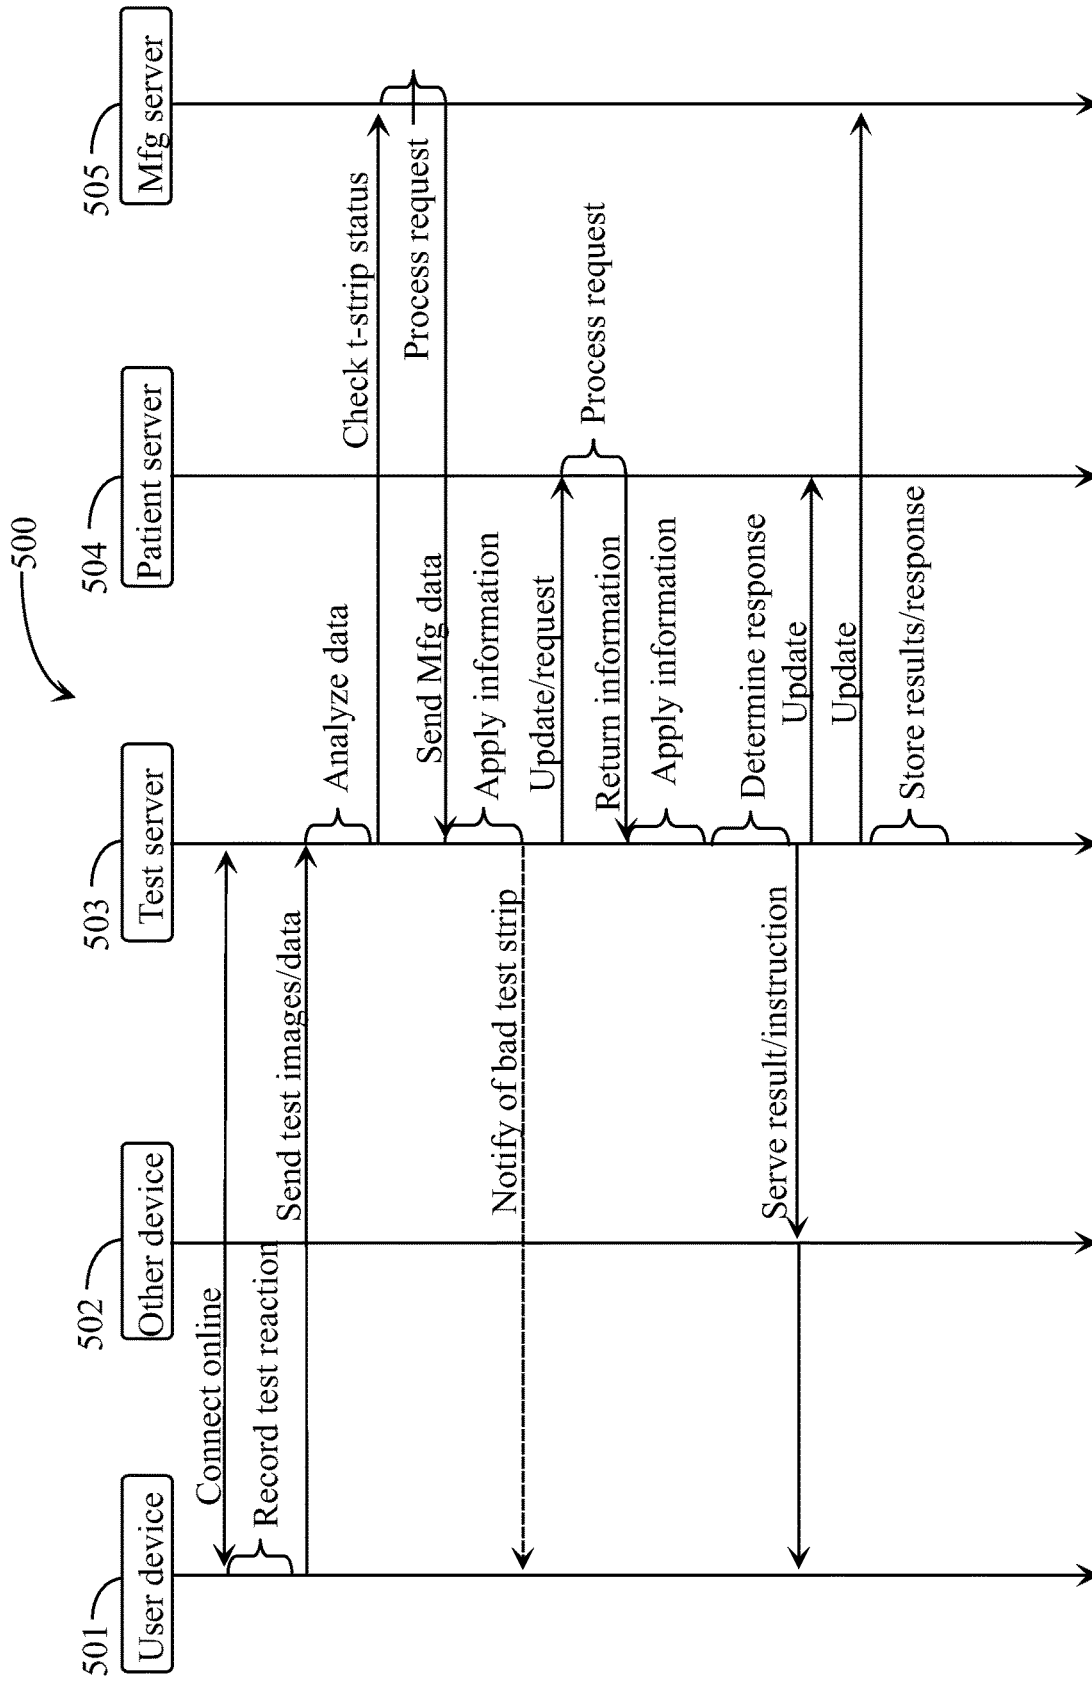 500
501
502
503
504
505
User device
Other device
Test server
Patient server
Mfg server
Connect online
Record test reaction
Send test images/data
Analyze data
Check t-strip status
Process request
Send Mfg data
Apply information
Notify of bad test strip
Update/request
Process request
Return information
Apply information
Determine response
Serve result/instruction
Update
Update
Store results/response